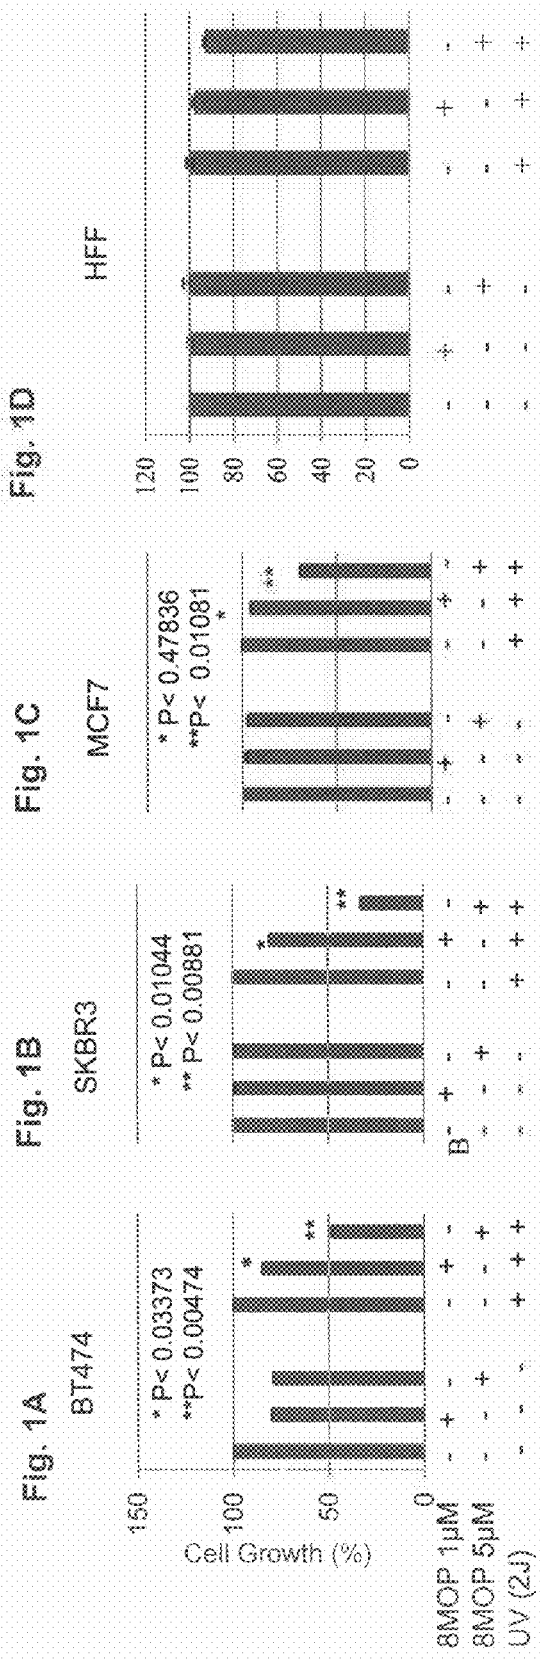 Fig. 1A
BT474
* P< 0.03373
**P< 0.00474
150
100
50
0
Cell Growth (%)
8MOP 1µM - + - - + -
8MOP 5µM - - + - - +
UV (2J) - - - + + +
*
**
Fig. 1B
SKBR3
* P< 0.01044
** P< 0.00881
*
**
B
- + - - + -
- - + - - +
- - - + + +
Fig. 1C
MCF7
* P< 0.47836
**P< 0.01081
*
**
- + - - + -
- - + - - +
- - - + + +
Fig. 1D
HFF
120
100
80
60
40
20
0
- + - - + -
- - + - - +
- - - + + +